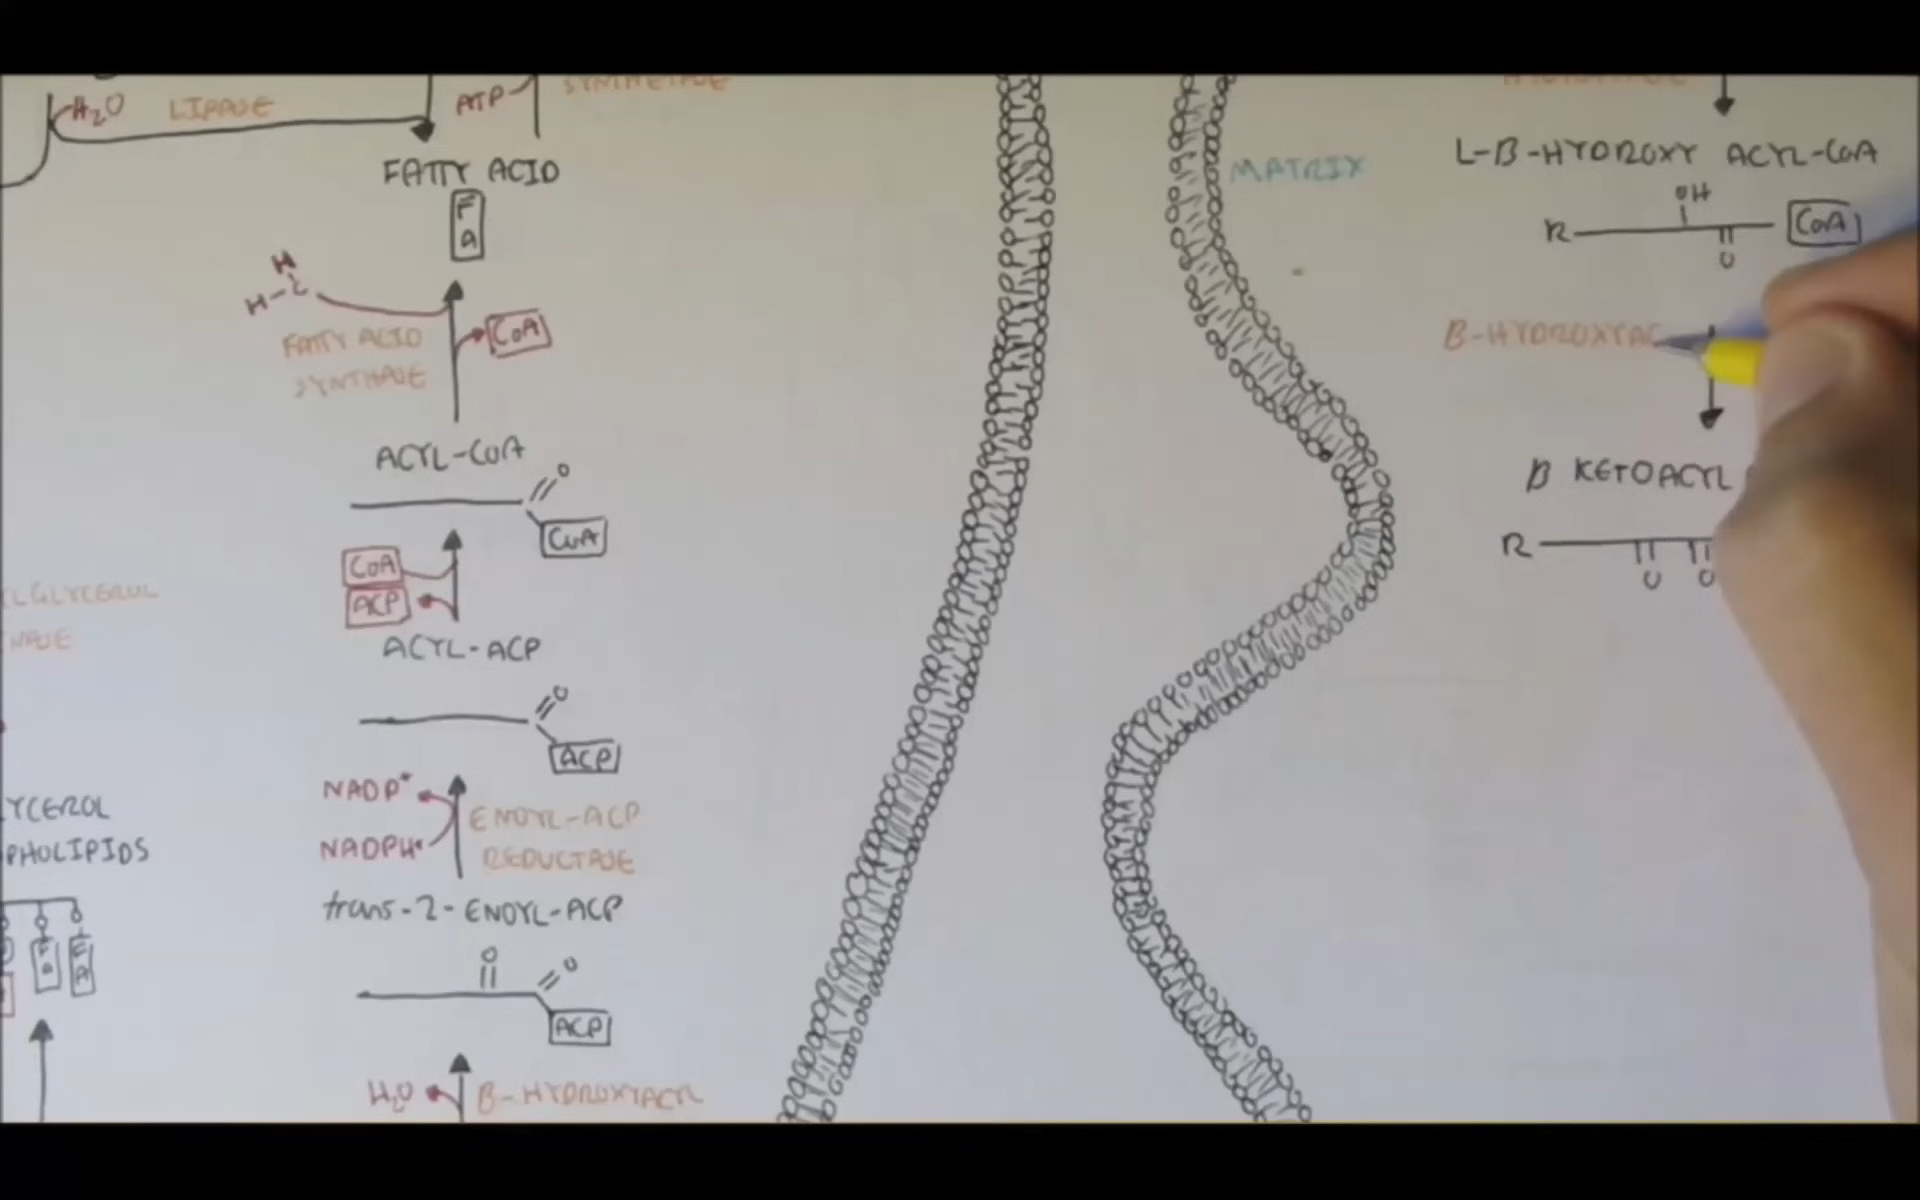 H2O LIPASE
ATP
SYNTHETASE
FATTY ACID
F
A
H
H
FATTY ACID
SYNTHASE
CoA
ACYL-CoA
O
CoA
CoA
ACP
ACYL-ACP
O
ACP
NADP+
NADPH+
ENOYL-ACP
REDUCTASE
trans-2-ENOYL-ACP
O
O
ACP
H2O
B-HYDROXYACYL
YCEROL
PHOLIPIDS
F
A
F
A
MATRIX
L-B-HYDROXY ACYL-CoA
OH
R
CoA
O
B-HYDROXYAC
B KETOACYL
R
O
O